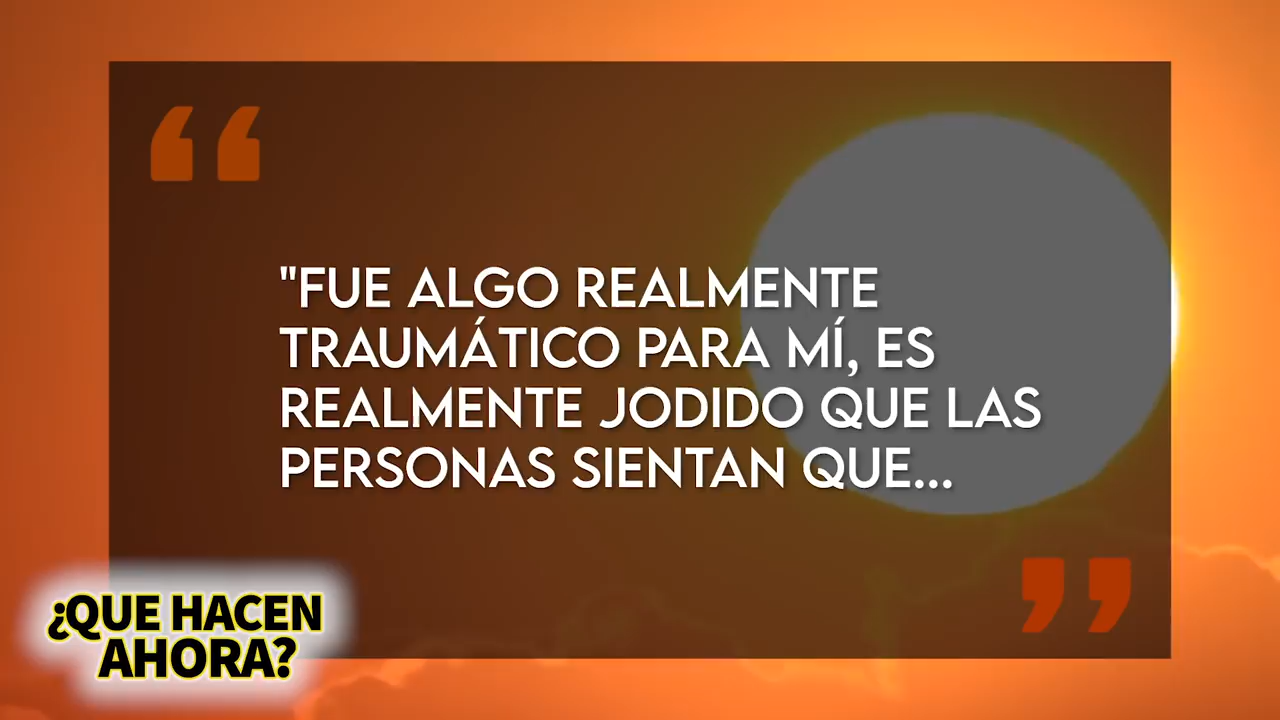 "FUE ALGO REALMENTE
TRAUMÁTICO PARA MÍ, ES
REALMENTE JODIDO QUE LAS
PERSONAS SIENTAN QUE...
¿QUE HACEN
AHORA?